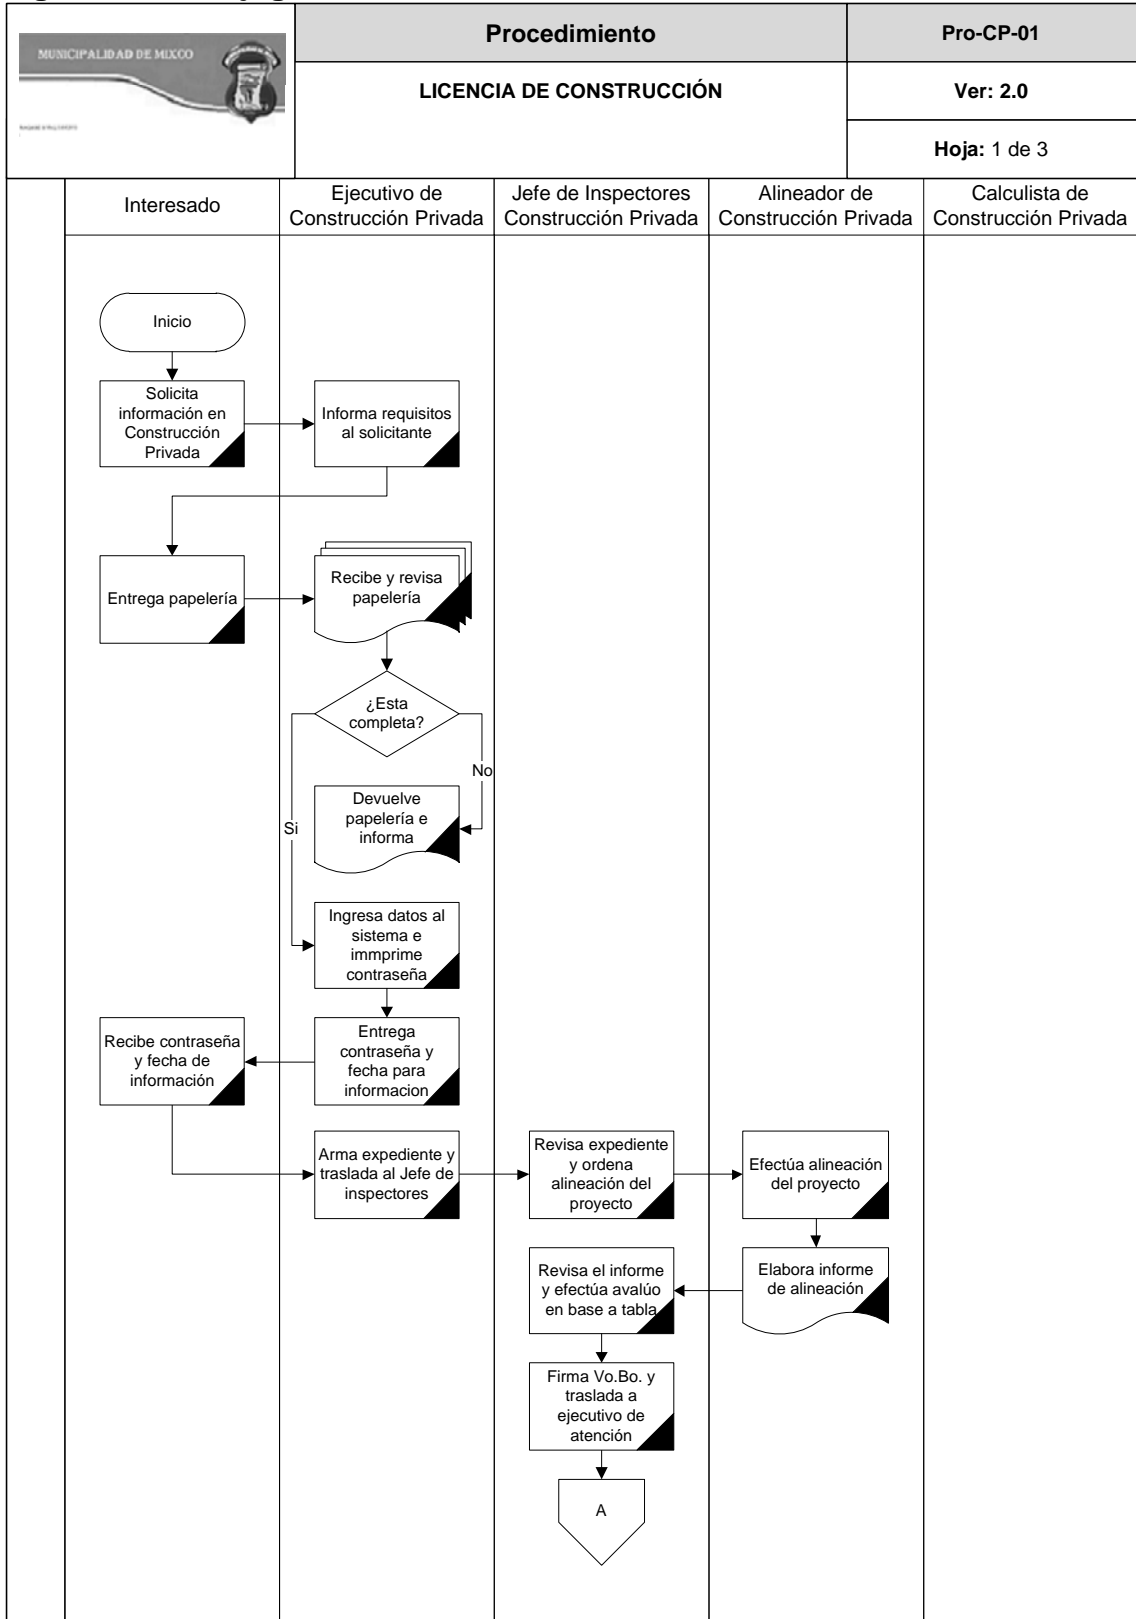 MUNICIPALIDAD DE MIXCO
Procedimiento
Pro-CP-01
LICENCIA DE CONSTRUCCIÓN
Ver: 2.0
Hoja: 1 de 3
Interesado
Ejecutivo de
Construcción Privada
Jefe de Inspectores
Construcción Privada
Alineador de
Construcción Privada
Calculista de
Construcción Privada
Inicio
Solicita
información en
Construcción
Privada
Informa requisitos
al solicitante
Entrega papelería
Recibe y revisa
papelería
¿Esta
completa?
No
Devuelve
papelería e
informa
Si
Ingresa datos al
sistema e
immprime
contraseña
Entrega
contraseña y
fecha para
informacion
Recibe contraseña
y fecha de
información
Arma expediente y
traslada al Jefe de
inspectores
Revisa expediente
y ordena
alineación del
proyecto
Efectúa alineación
del proyecto
Elabora informe
de alineación
Revisa el informe
y efectúa avalúo
en base a tabla
Firma Vo.Bo. y
traslada a
ejecutivo de
atención
A